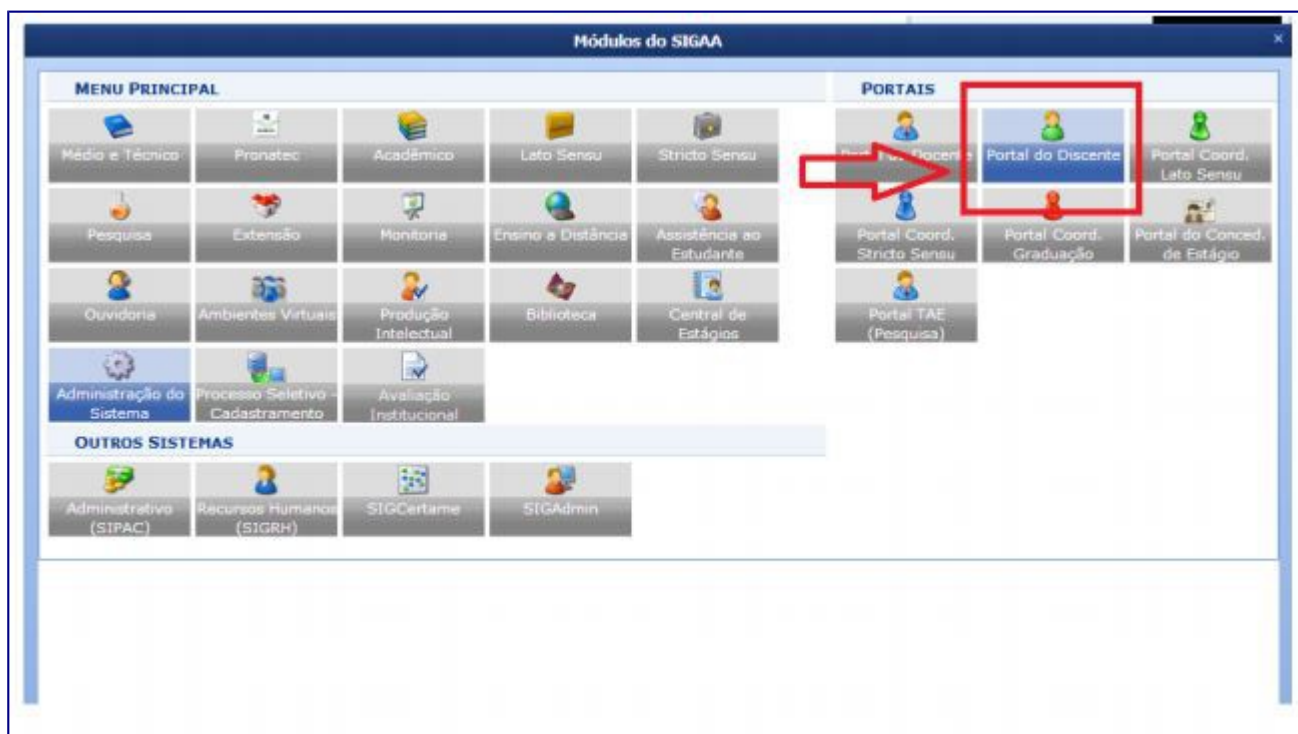 Módulos do SIGAA
×
MENU PRINCIPAL
Médio e Técnico
Pronatec
Acadêmico
Lato Sensu
Stricto Sensu
Pesquisa
Extensão
Monitoria
Ensino a Distância
Assistência ao
Estudante
Ouvidoria
Ambientes Virtuais
Produção
Intelectual
Biblioteca
Central de
Estágios
Administração do
Sistema
Processo Seletivo -
Cadastramento
Avaliação
Institucional
OUTROS SISTEMAS
Administrativo
(SIPAC)
Recursos Humanos
(SIGRH)
SIGCertame
SIGAdmin
PORTAIS
Portal do Docente
Portal do Discente
Portal Coord.
Lato Sensu
Portal Coord.
Stricto Sensu
Portal Coord.
Graduação
Portal do Conced.
de Estágio
Portal TAE
(Pesquisa)